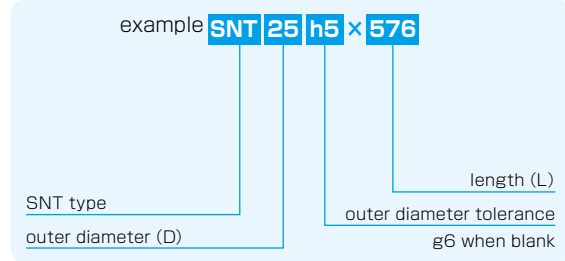 example SNT 25 h5 × 576
length (L)
SNT type
outer diameter tolerance
outer diameter (D)
g6 when blank